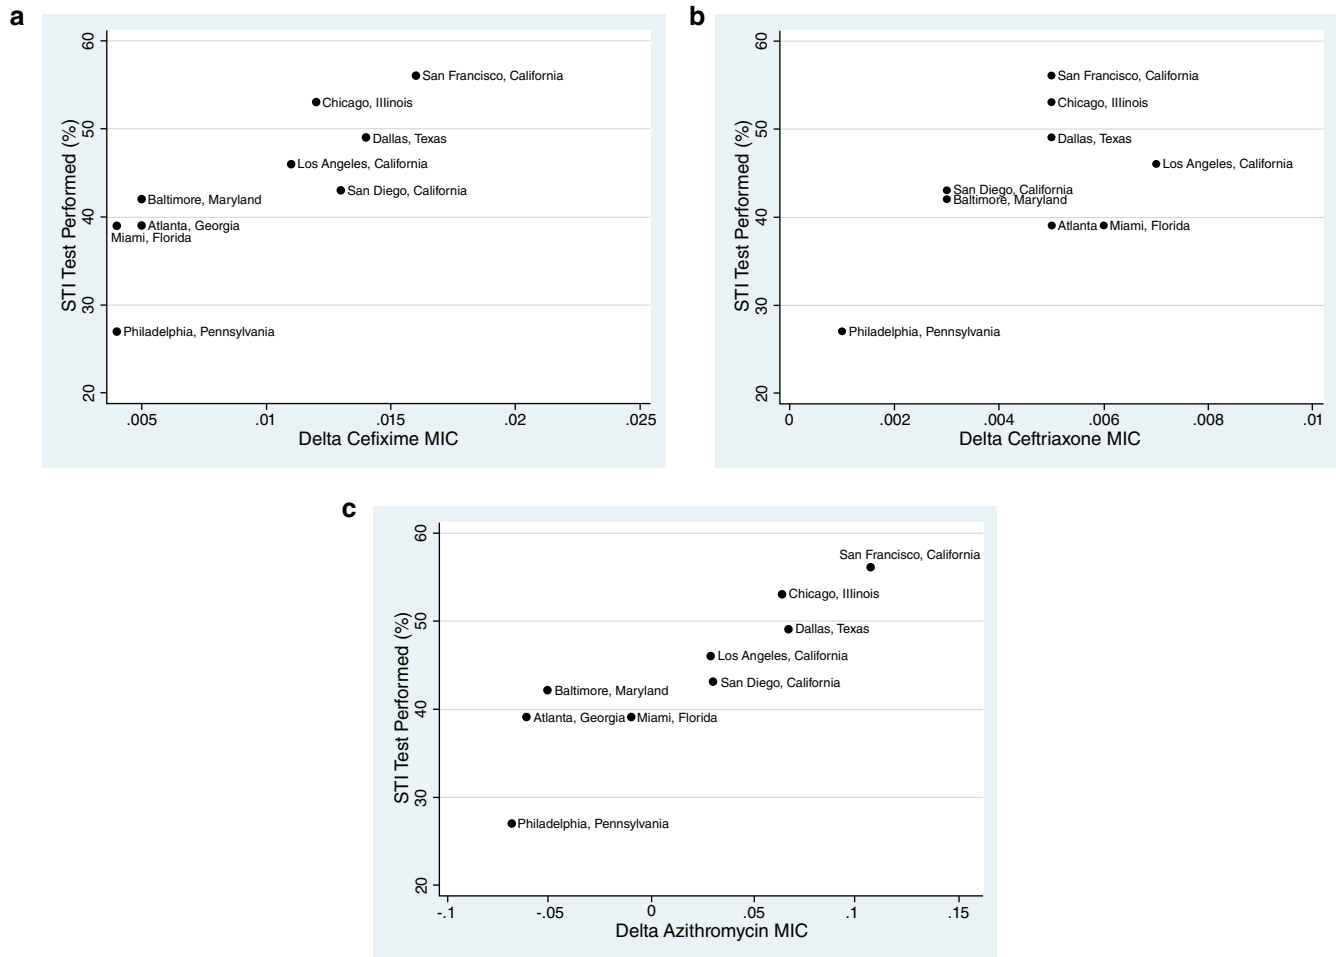 a
60
San Francisco, California
Chicago, Illinois
50
Dallas, Texas
Los Angeles, California
San Diego, California
Baltimore, Maryland
40
Atlanta, Georgia
Miami, Florida
30
Philadelphia, Pennsylvania
20
STI Test Performed (%)
.005 .01 .015 .02 .025
Delta Cefixime MIC
b
60
San Francisco, California
Chicago, Illinois
50
Dallas, Texas
Los Angeles, California
San Diego, California
Baltimore, Maryland
40
Atlanta Miami, Florida
30
Philadelphia, Pennsylvania
20
STI Test Performed (%)
0 .002 .004 .006 .008 .01
Delta Ceftriaxone MIC
c
60
San Francisco, California
Chicago, Illinois
50
Dallas, Texas
Los Angeles, California
San Diego, California
Baltimore, Maryland
40
Atlanta, Georgia Miami, Florida
30
Philadelphia, Pennsylvania
20
STI Test Performed (%)
-.1 -.05 0 .05 .1 .15
Delta Azithromycin MIC